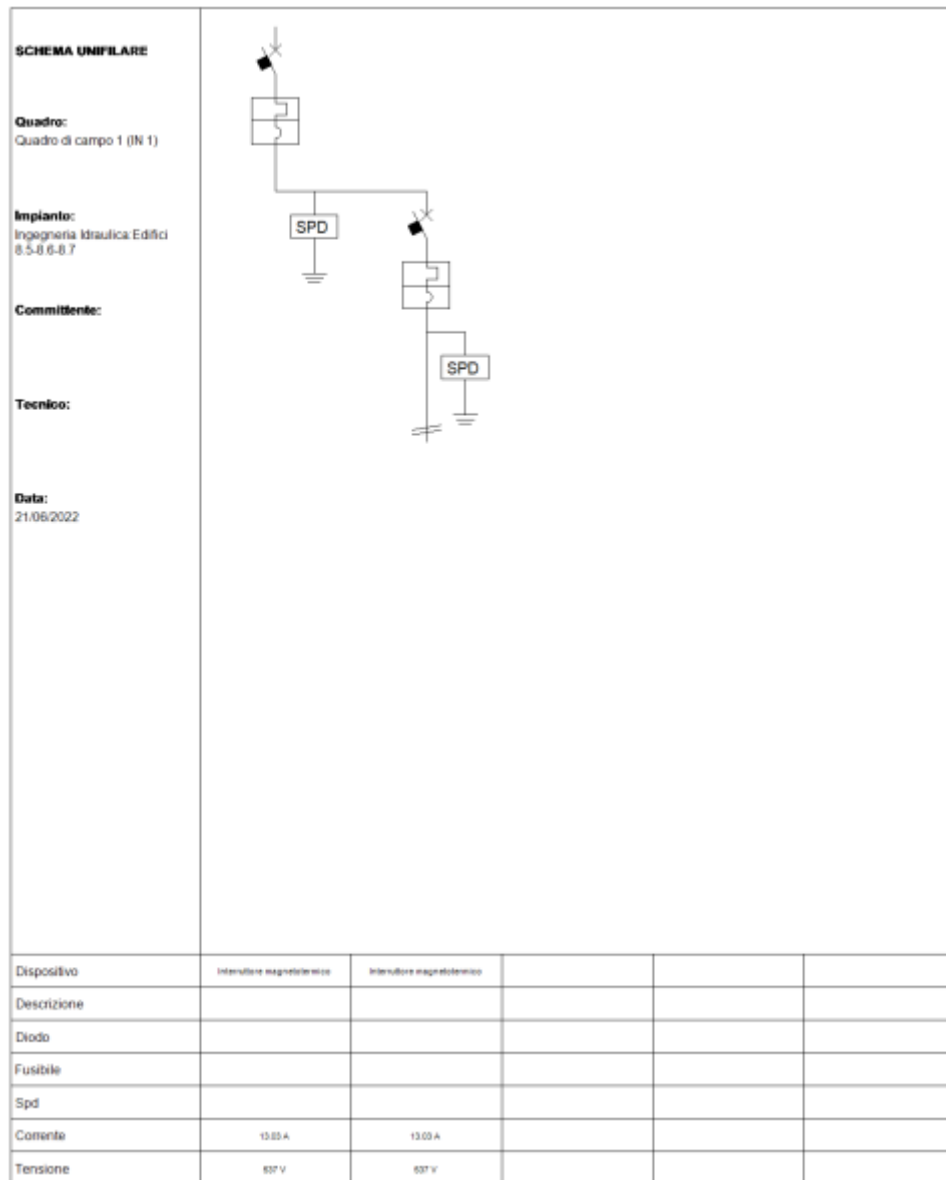 SCHEMA UNIFILARE
Quadro:
Quadro di campo 1 (IN 1)
Impianto:
Ingegneria Idraulica Edifici
8.5-8.6-8.7
Committente:
Tecnico:
Data:
21/06/2022
SPD
SPD
Dispositivo Interruttore magnetotermico Interruttore magnetotermico
Descrizione
Diodo
Fusibile
Spd
Corrente 13.03 A 13.03 A
Tensione 637 V 637 V